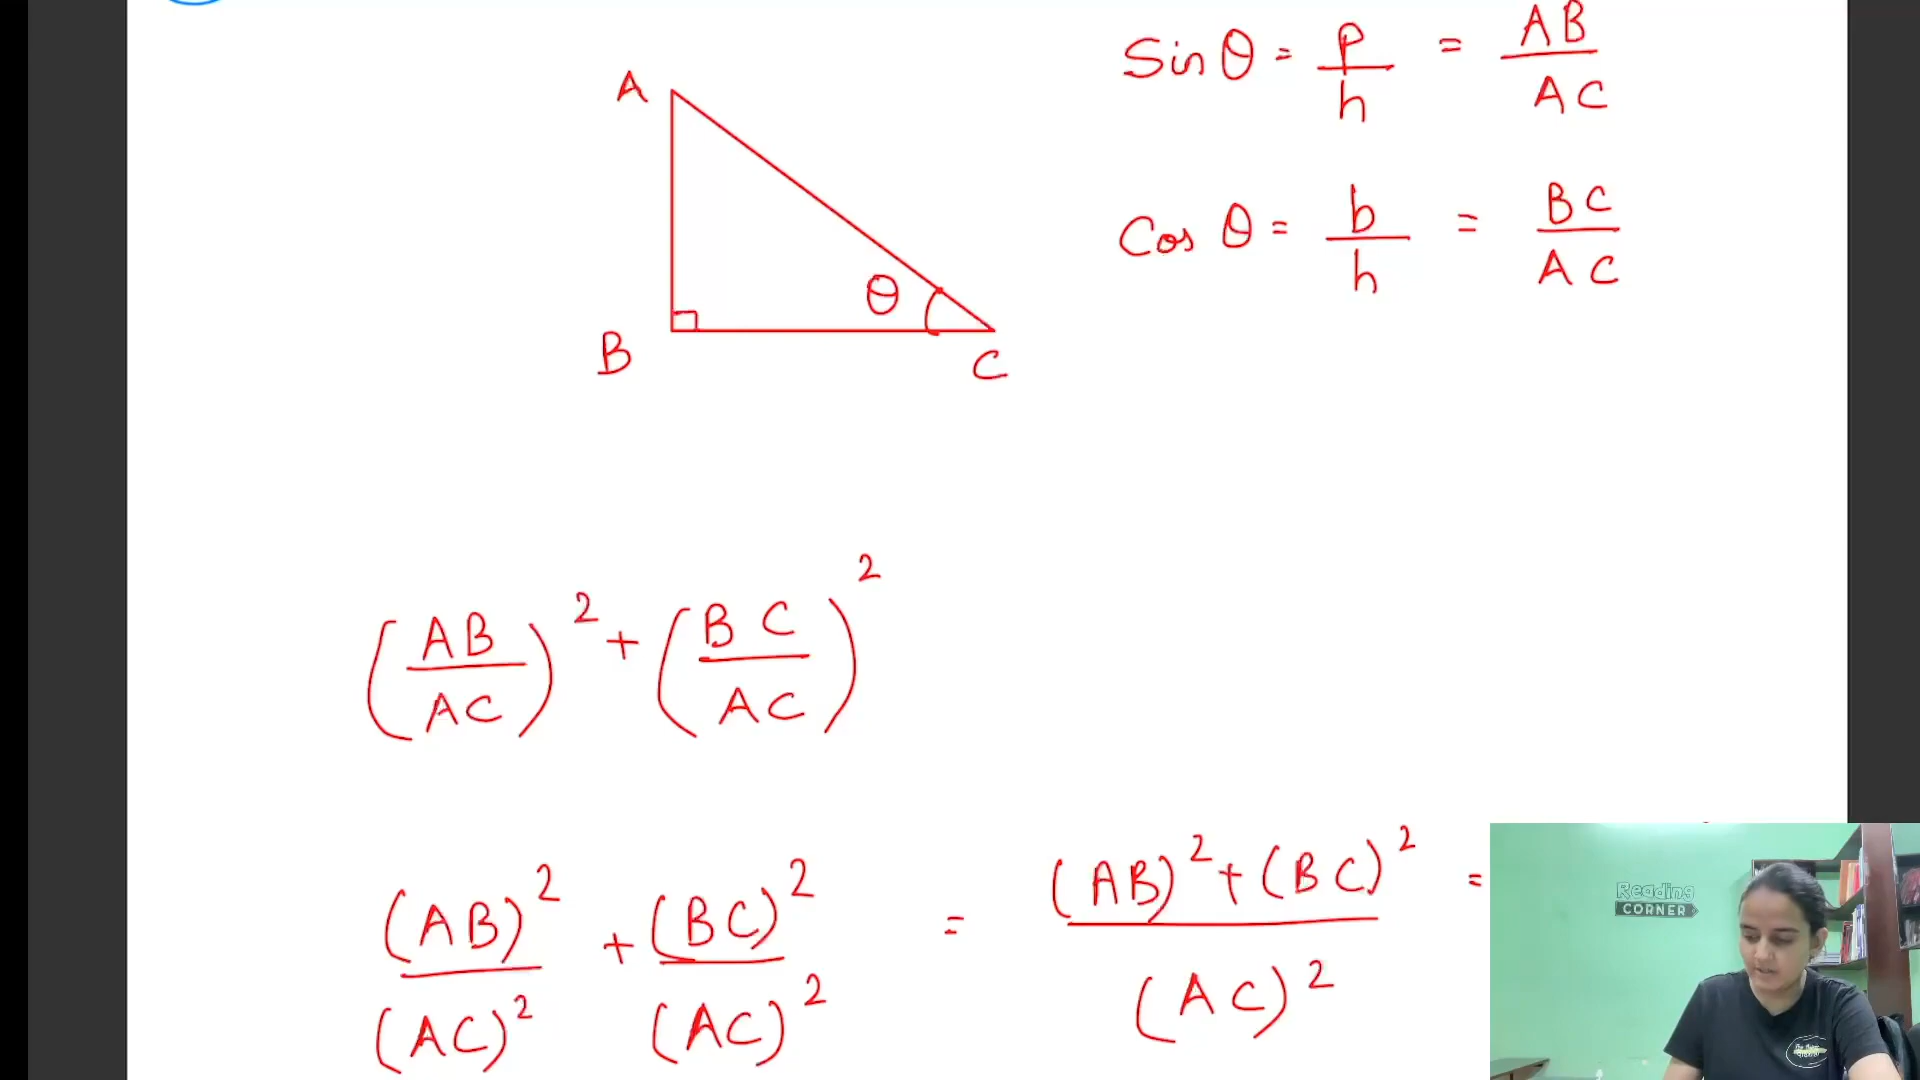 Sin θ = p/h = AB/AC
A
Cos θ = b/h = BC/AC
θ
B
C
(AB/AC)² + (BC/AC)²
(AB)²/(AC)² + (BC)²/(AC)² = ((AB)² + (BC)²)/(AC)² =
Reading
CORNER